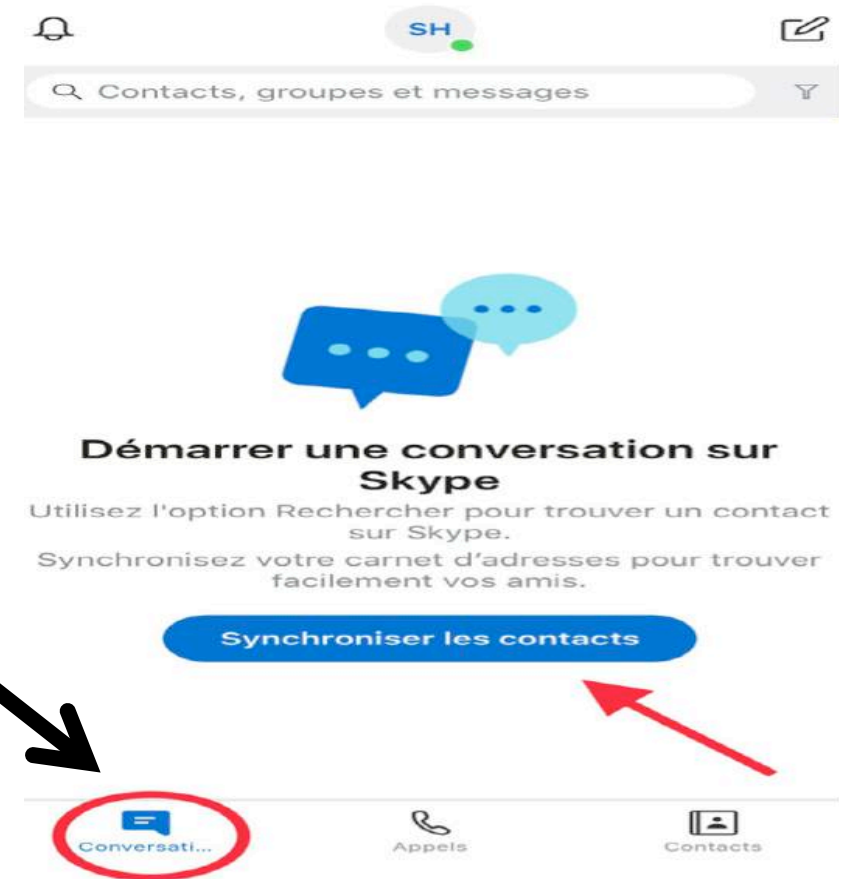 SH
Contacts, groupes et messages
Démarrer une conversation sur
Skype
Utilisez l'option Rechercher pour trouver un contact
sur Skype.
Synchronisez votre carnet d’adresses pour trouver
facilement vos amis.
Synchroniser les contacts
Conversati... Appels Contacts